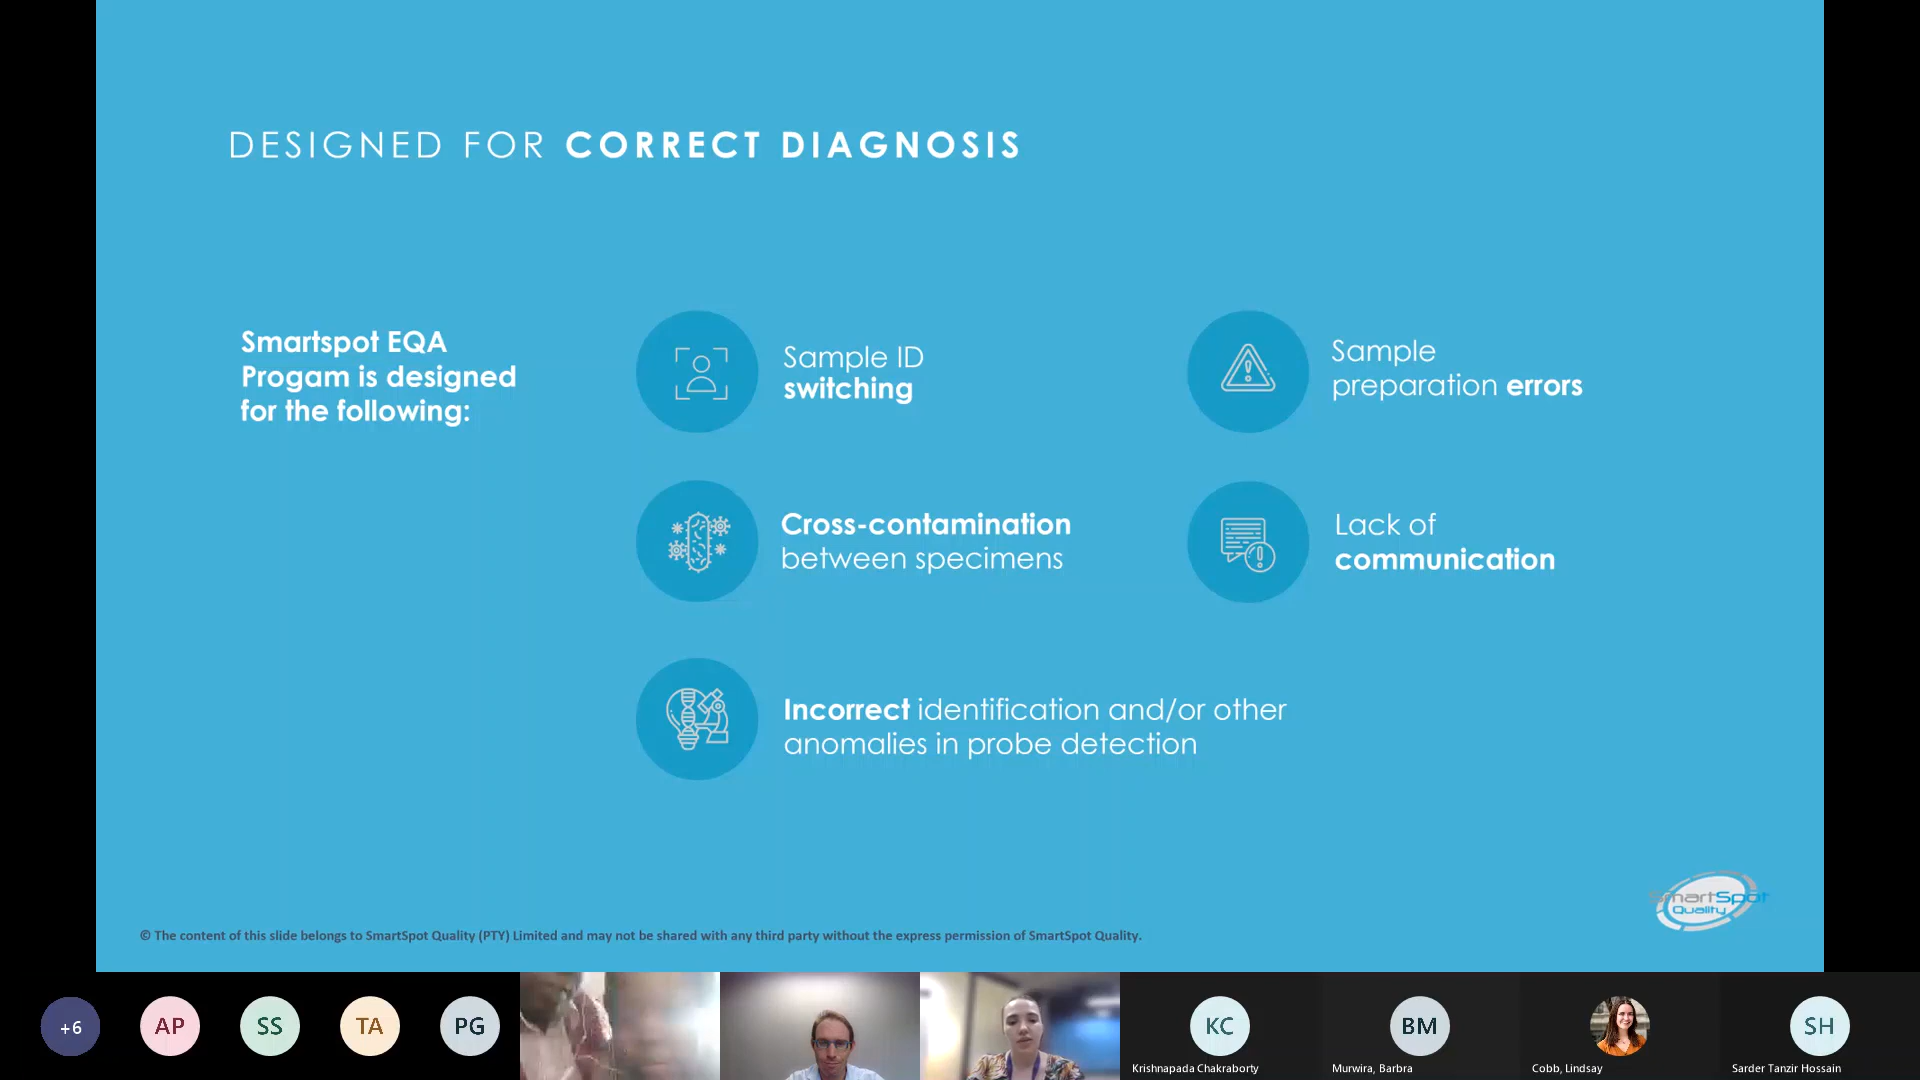 DESIGNED FOR CORRECT DIAGNOSIS
Smartspot EQA
Progam is designed
for the following:
Sample ID
switching
Sample
preparation errors
Cross-contamination
between specimens
Lack of
communication
Incorrect identification and/or other
anomalies in probe detection
SmartSpot
Quality
© The content of this slide belongs to SmartSpot Quality (PTY) Limited and may not be shared with any third party without the express permission of SmartSpot Quality.
+6
AP
SS
TA
PG
KC
BM
SH
Krishnapada Chakraborty
Murwira, Barbra
Cobb, Lindsay
Sarder Tanzir Hossain